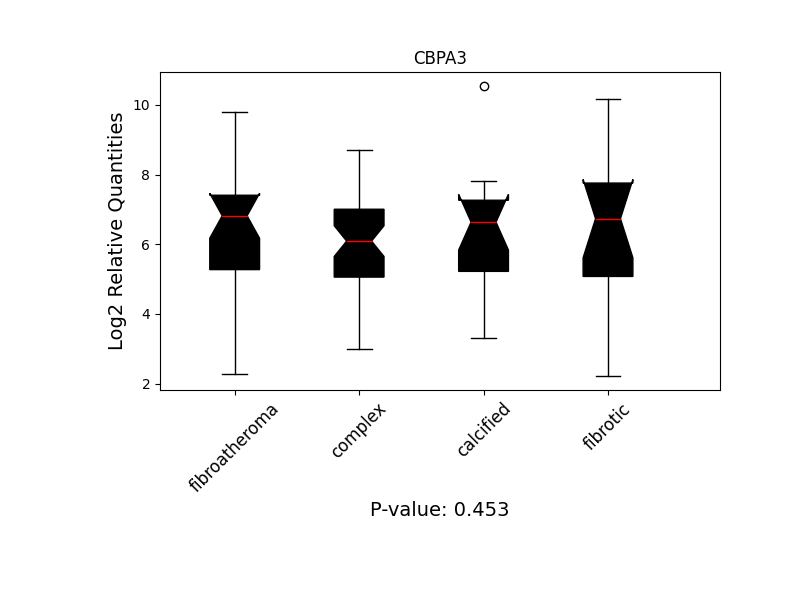 CBPA3
Log2 Relative Quantities
10
8
6
4
2
fibroatheroma
complex
calcified
fibrotic
P-value: 0.453